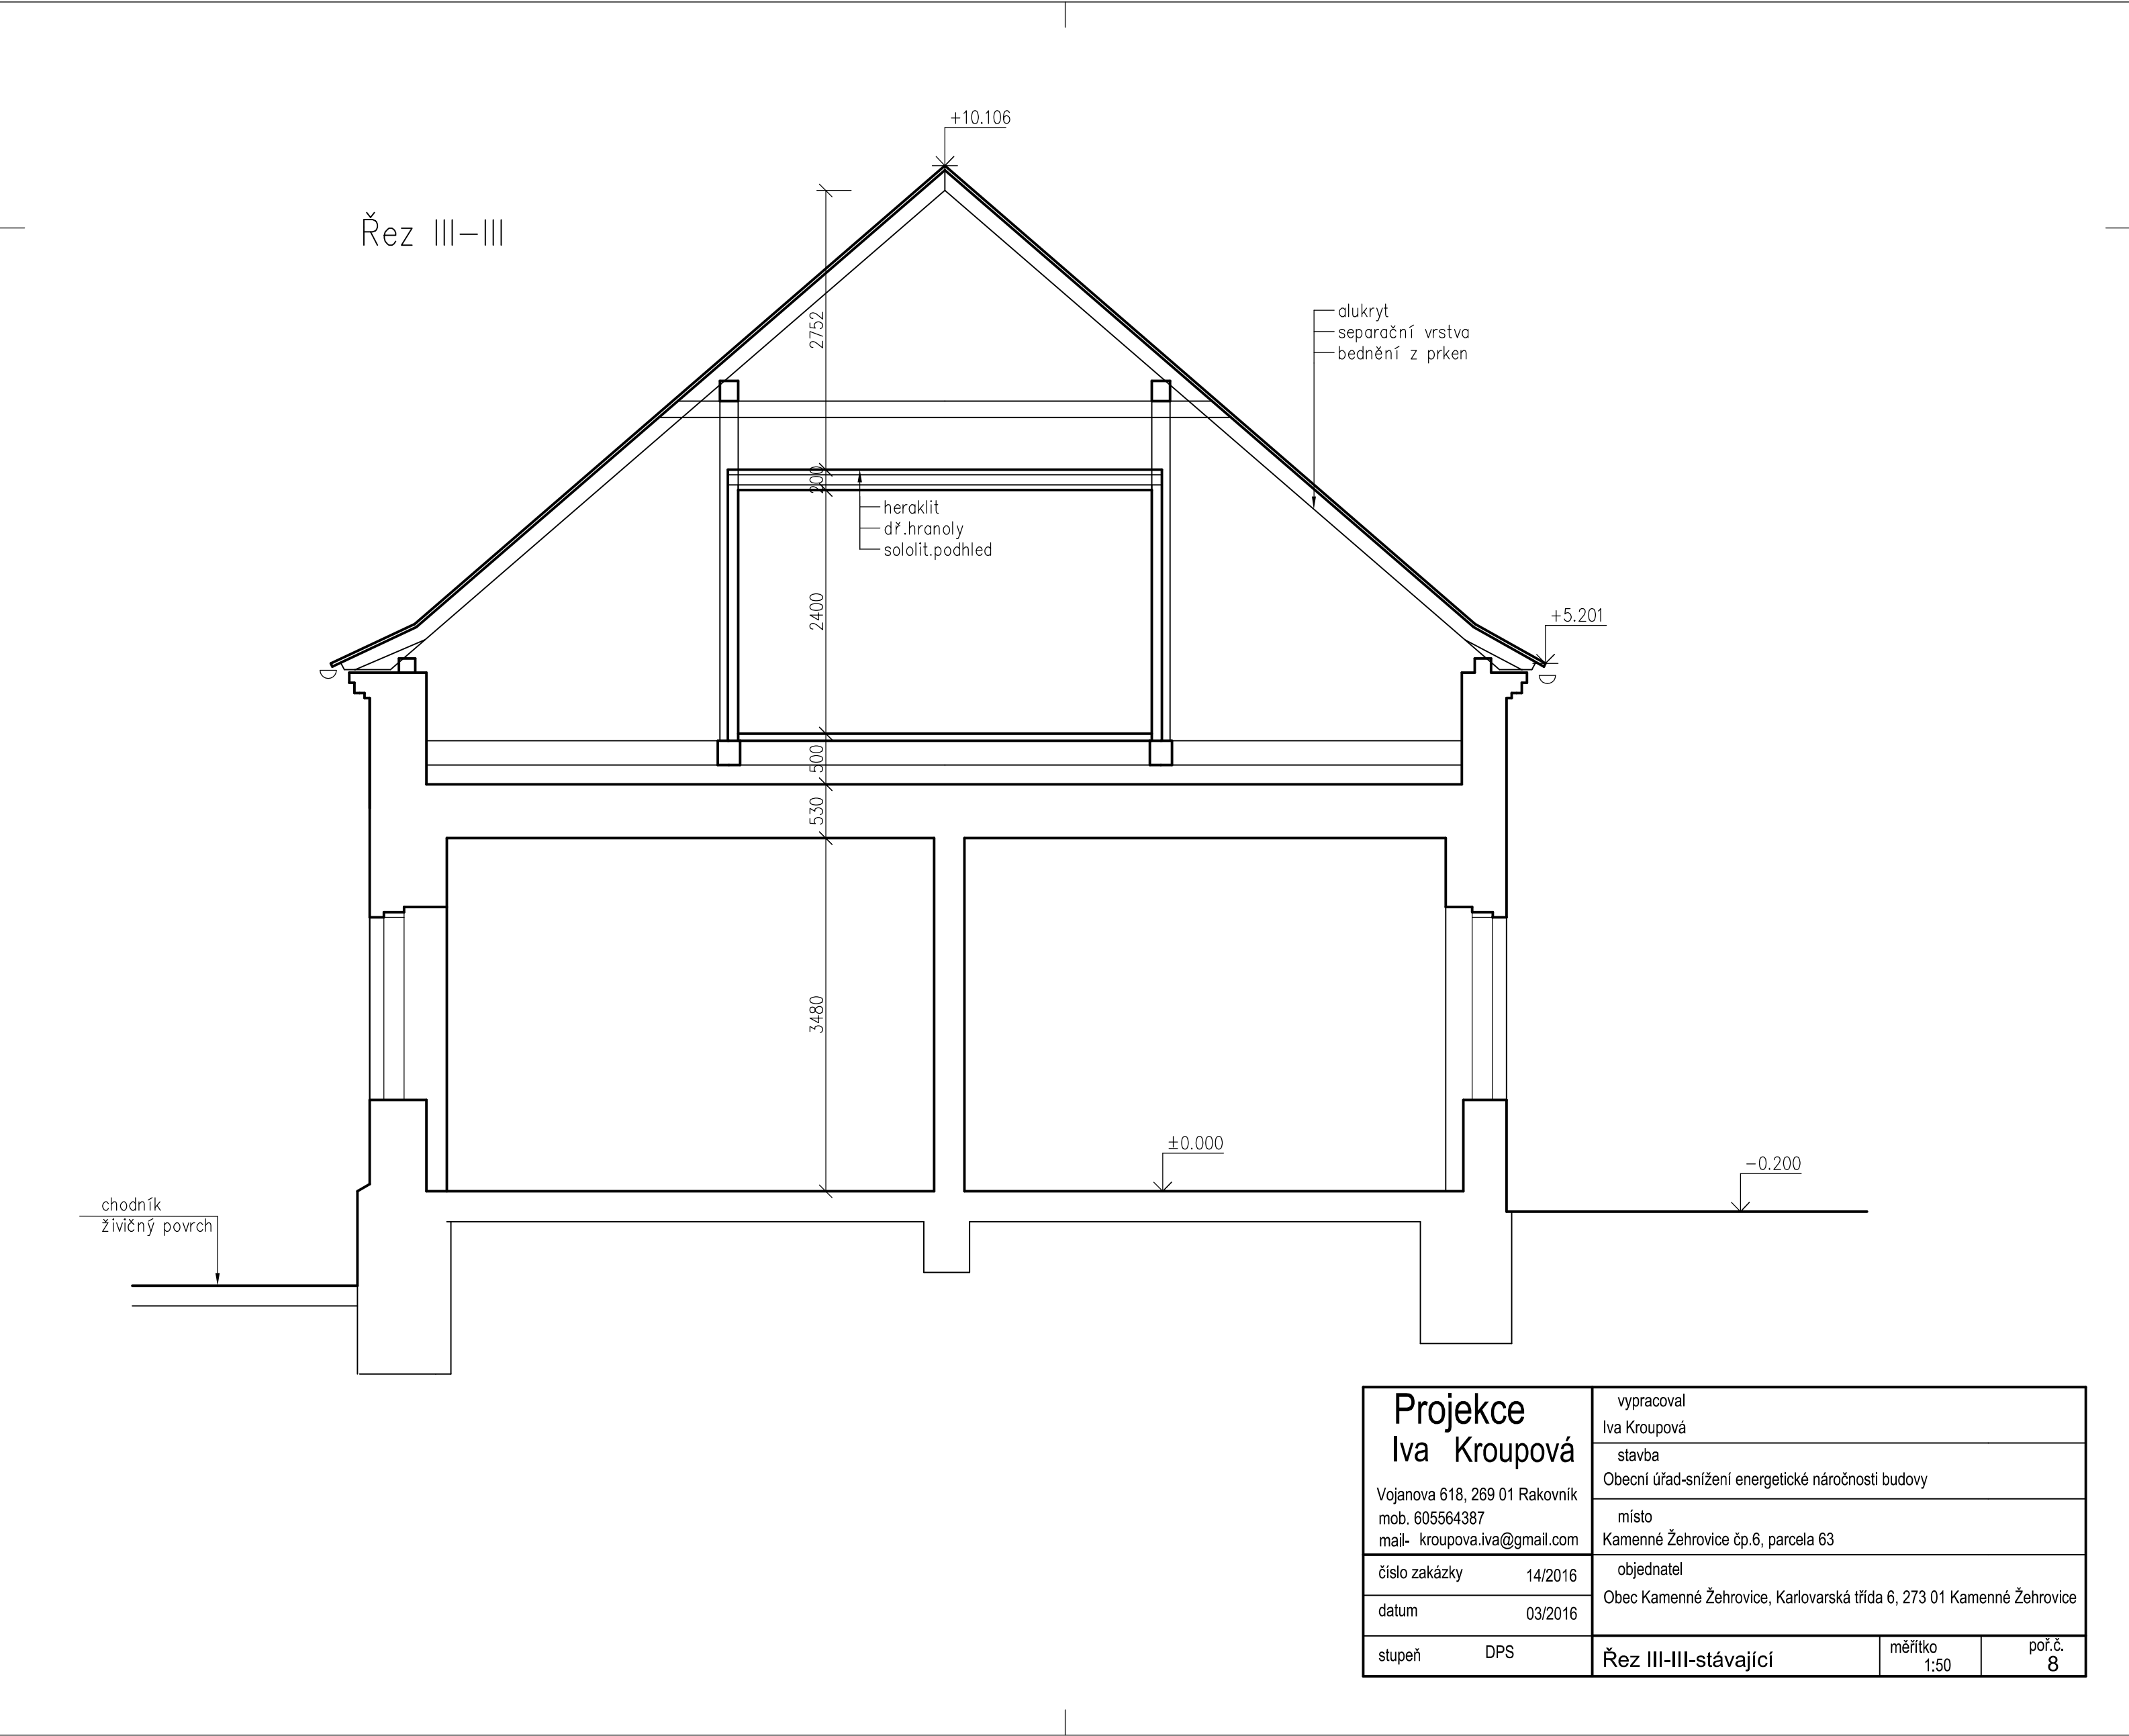 +10.106
Řez III-III
2752
alukryt
separační vrstva
bednění z prken
200
heraklit
dř.hranoly
sololit.podhled
2400
+5.201
500
530
3480
±0.000
-0.200
chodník
živičný povrch
Projekce
Iva Kroupová
Vojanova 618, 269 01 Rakovník
mob. 605564387
mail- kroupova.iva@gmail.com
číslo zakázky 14/2016
datum 03/2016
stupeň DPS
vypracoval
Iva Kroupová
stavba
Obecní úřad-snížení energetické náročnosti budovy
místo
Kamenné Žehrovice čp.6, parcela 63
objednatel
Obec Kamenné Žehrovice, Karlovarská třída 6, 273 01 Kamenné Žehrovice
Řez III-III-stávající
měřítko
1:50
poř.č.
8